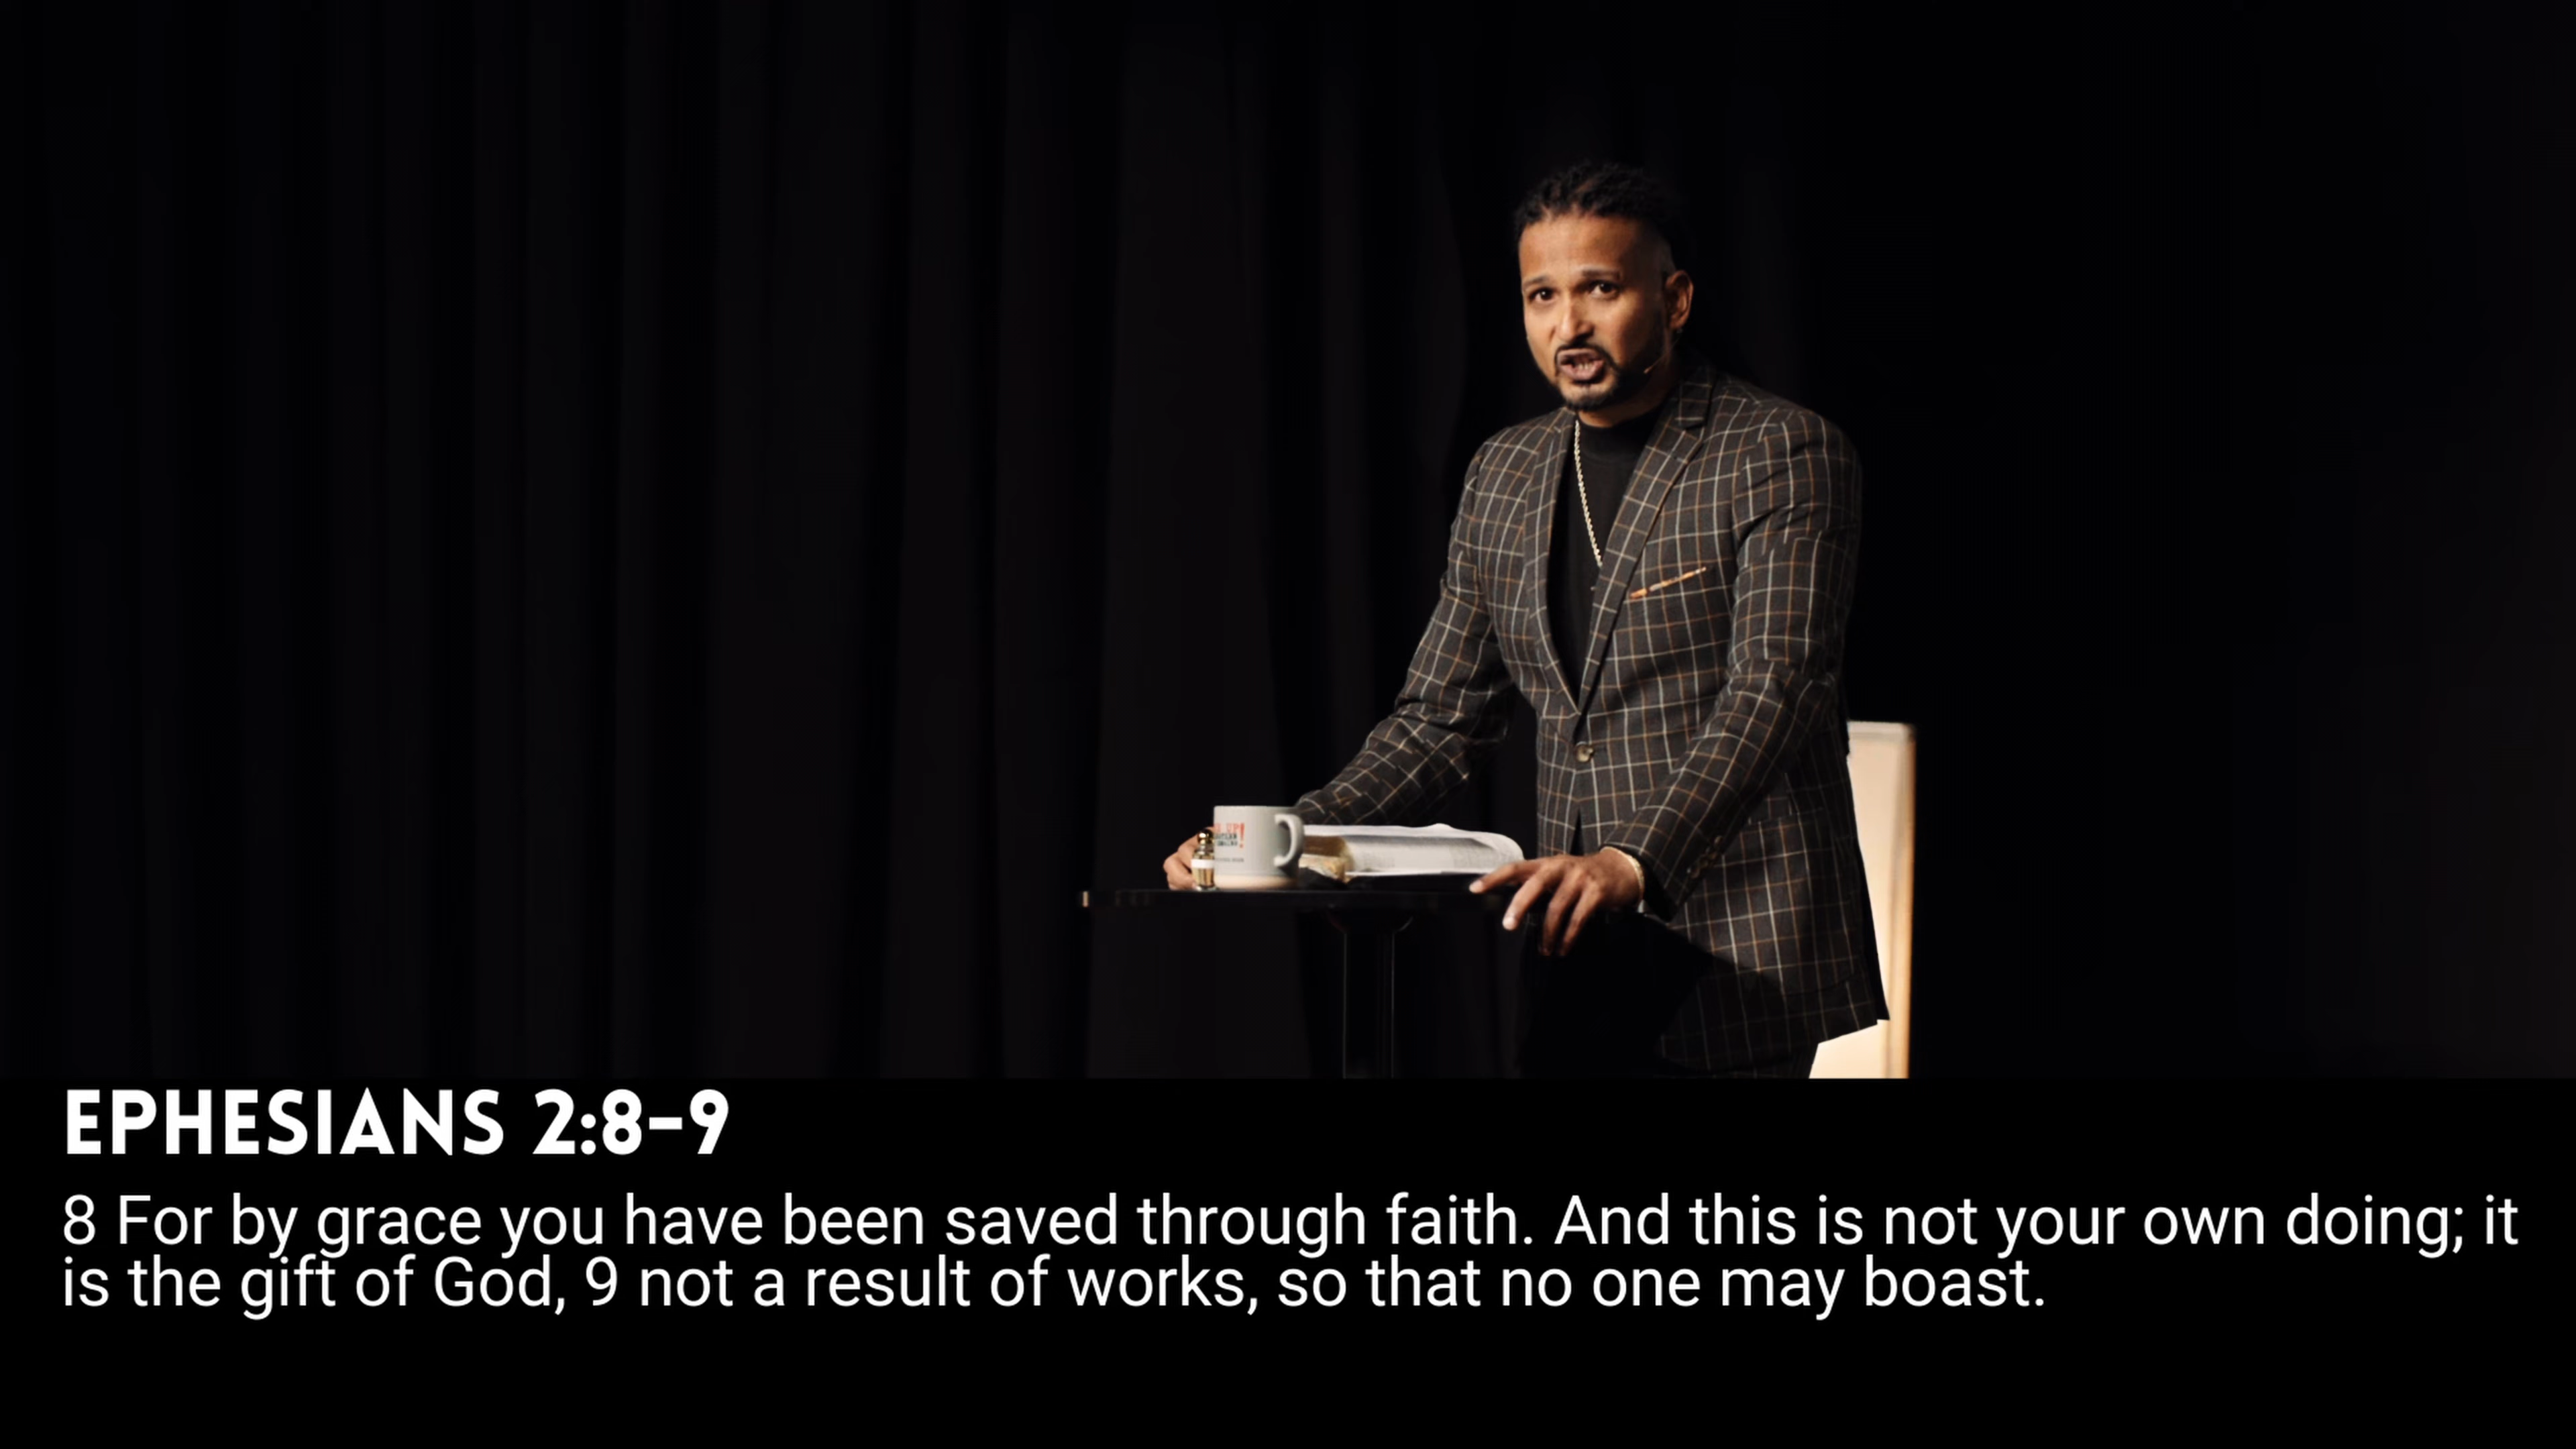 EPHESIANS 2:8-9
8 For by grace you have been saved through faith. And this is not your own doing; it
is the gift of God, 9 not a result of works, so that no one may boast.